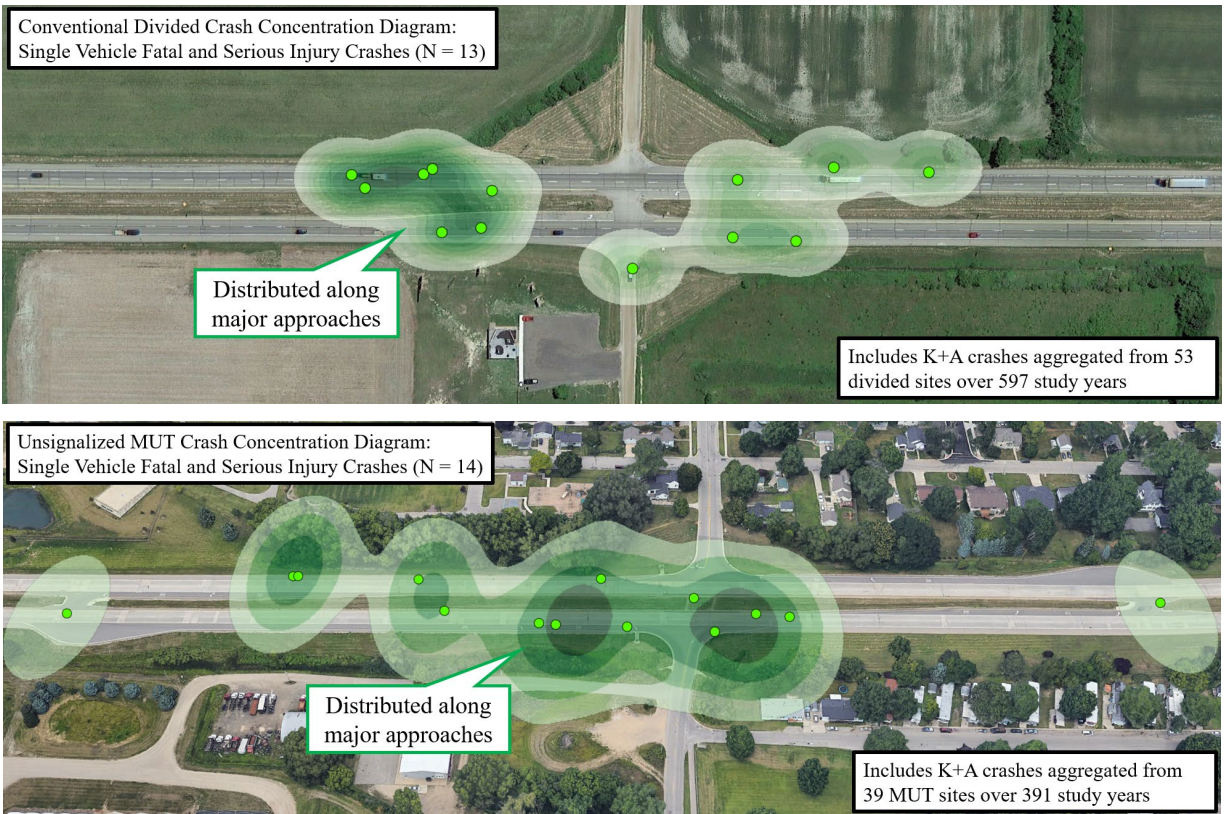 Conventional Divided Crash Concentration Diagram:
Single Vehicle Fatal and Serious Injury Crashes (N = 13)
Distributed along
major approaches
Includes K+A crashes aggregated from 53
divided sites over 597 study years
Unsignalized MUT Crash Concentration Diagram:
Single Vehicle Fatal and Serious Injury Crashes (N = 14)
Distributed along
major approaches
Includes K+A crashes aggregated from
39 MUT sites over 391 study years